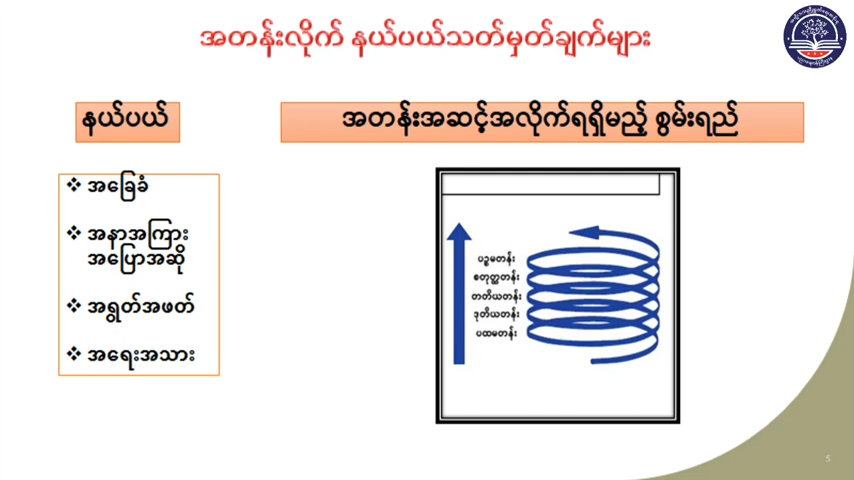 အတန်းလိုက် နယ်ပယ်သတ်မှတ်ချက်များ
နယ်ပယ်
အတန်းအဆင့်အလိုက်ရရှိမည့် စွမ်းရည်
❖ အခြေခံ
❖ အနာအကြား
အပြောအဆို
❖ အရွတ်အဖတ်
❖ အရေးအသား
ပဉ္စမတန်း
စတုတ္ထတန်း
တတိယတန်း
ဒုတိယတန်း
ပထမတန်း
5